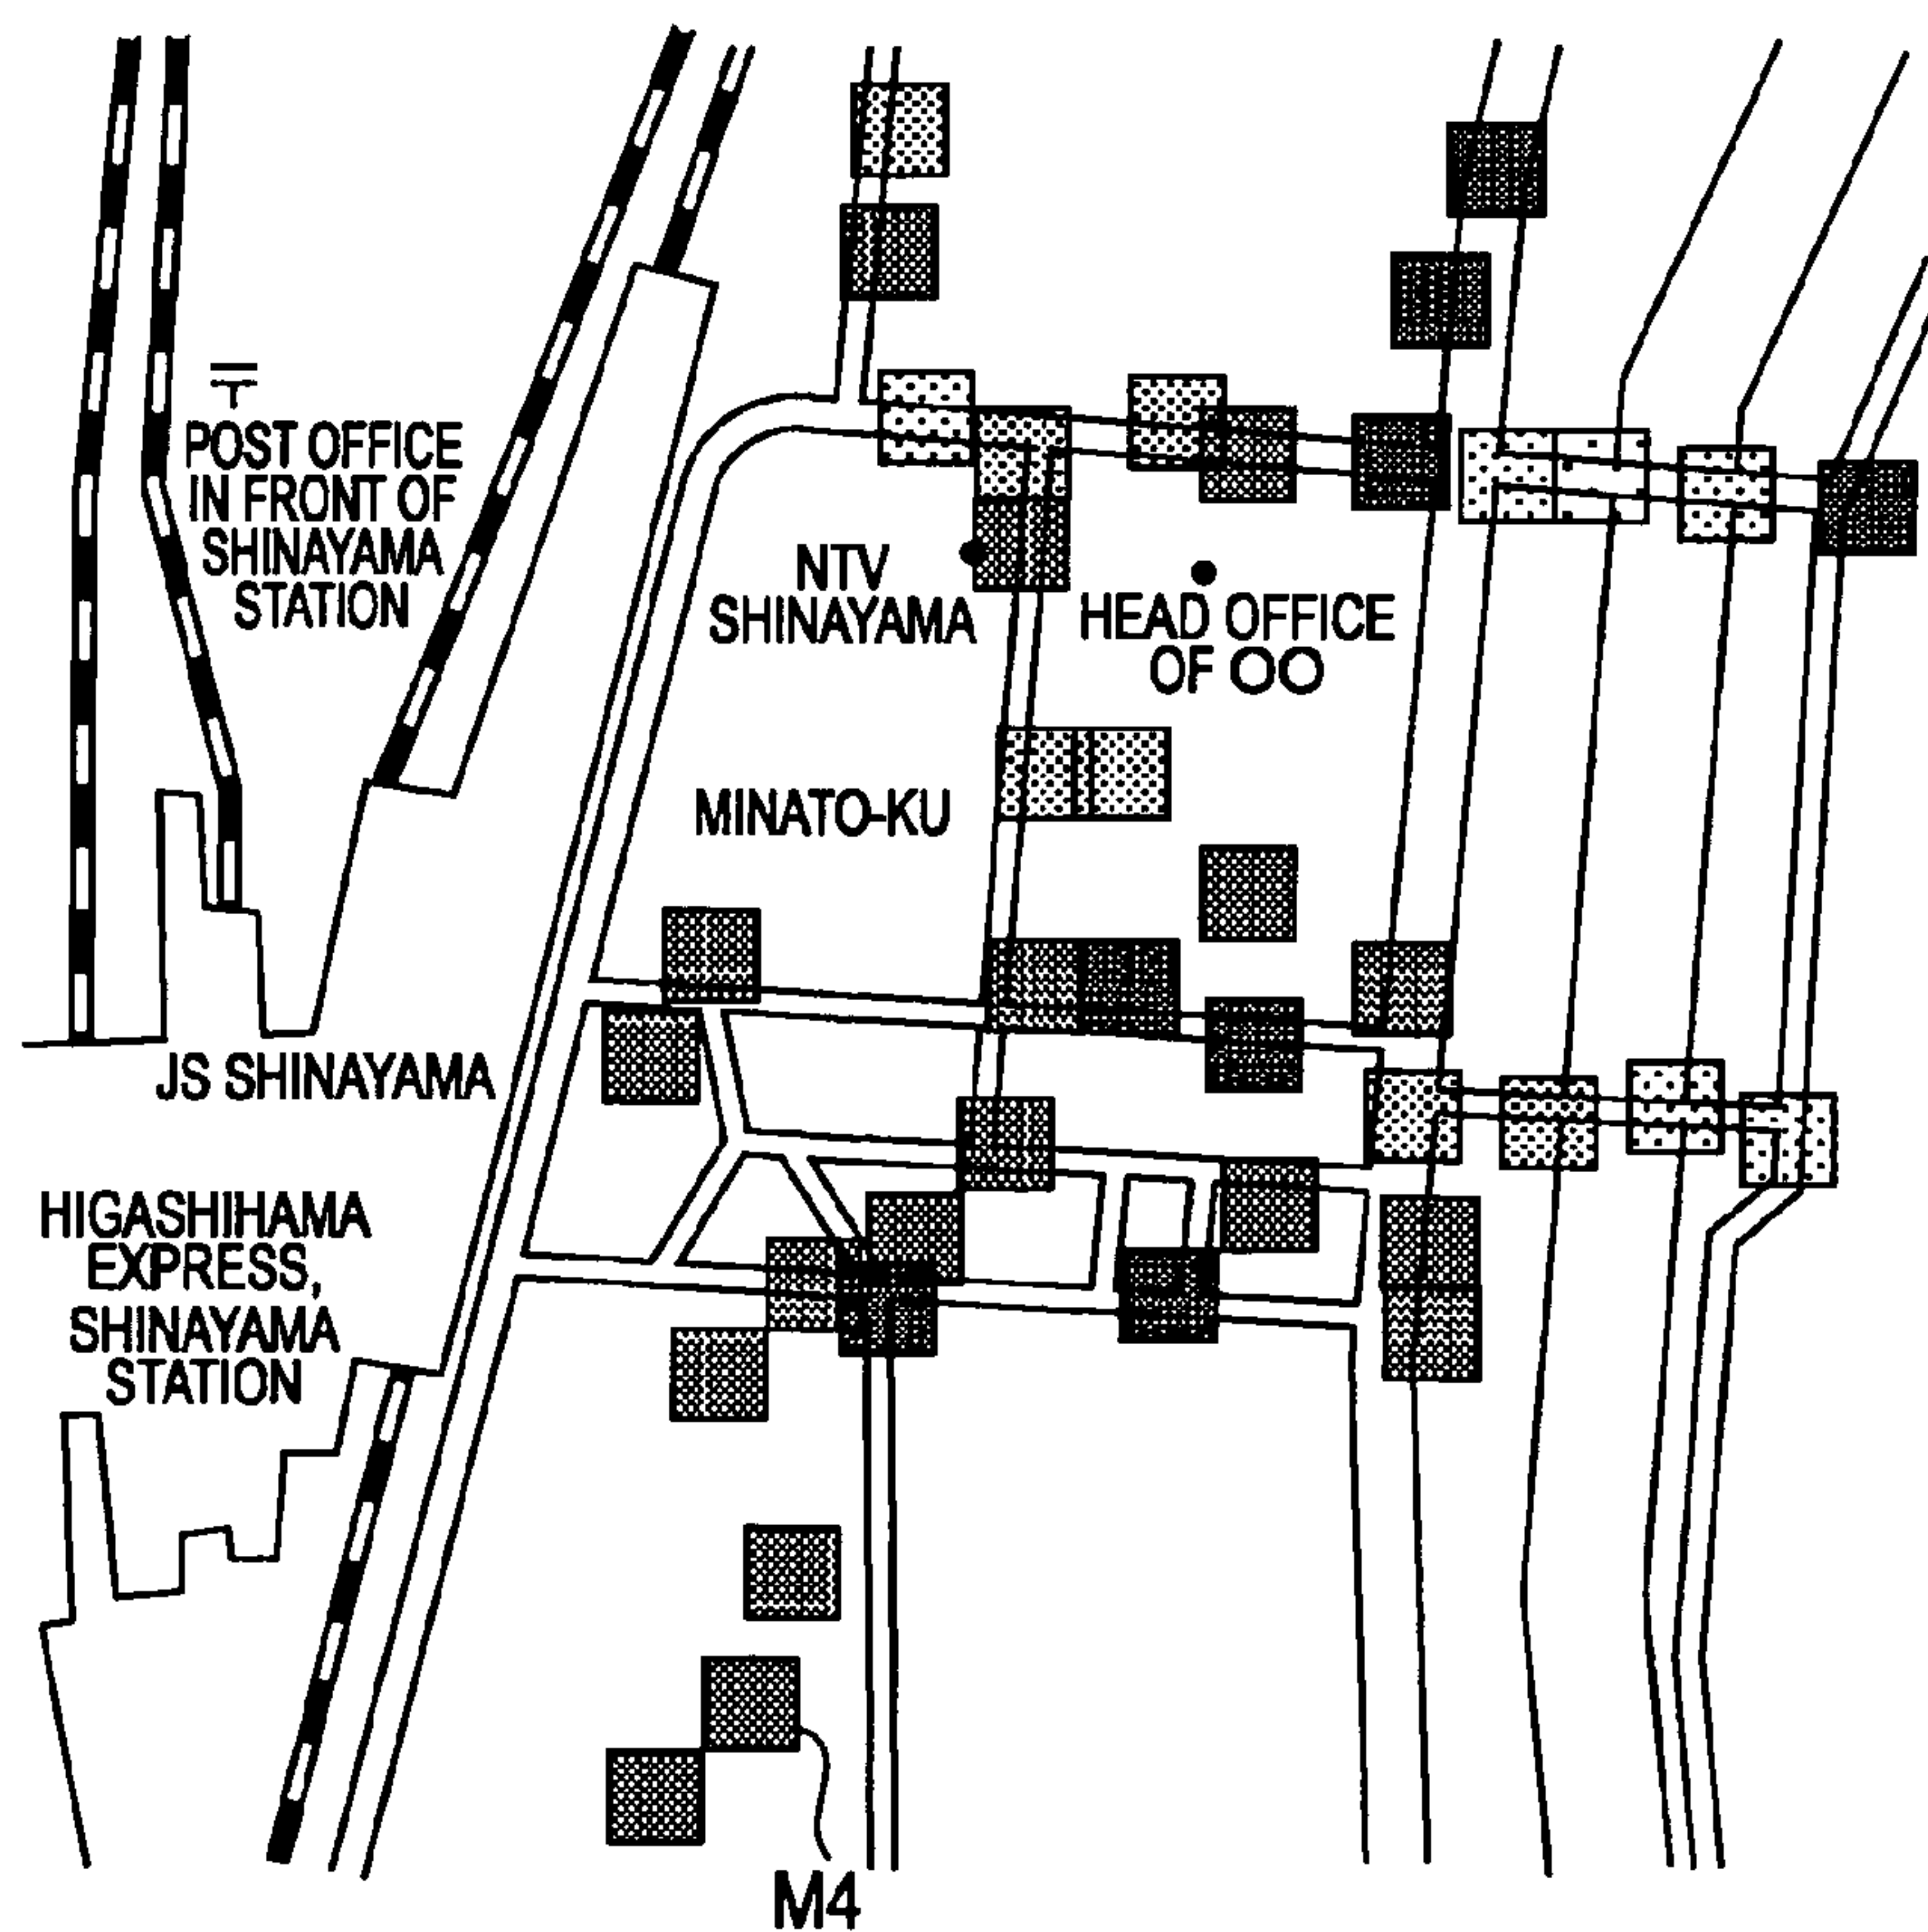 〒
POST OFFICE
IN FRONT OF
SHINAYAMA
STATION
NTV
SHINAYAMA
HEAD OFFICE
OF ○○
MINATO-KU
JS SHINAYAMA
HIGASHIHAMA
EXPRESS,
SHINAYAMA
STATION
M4